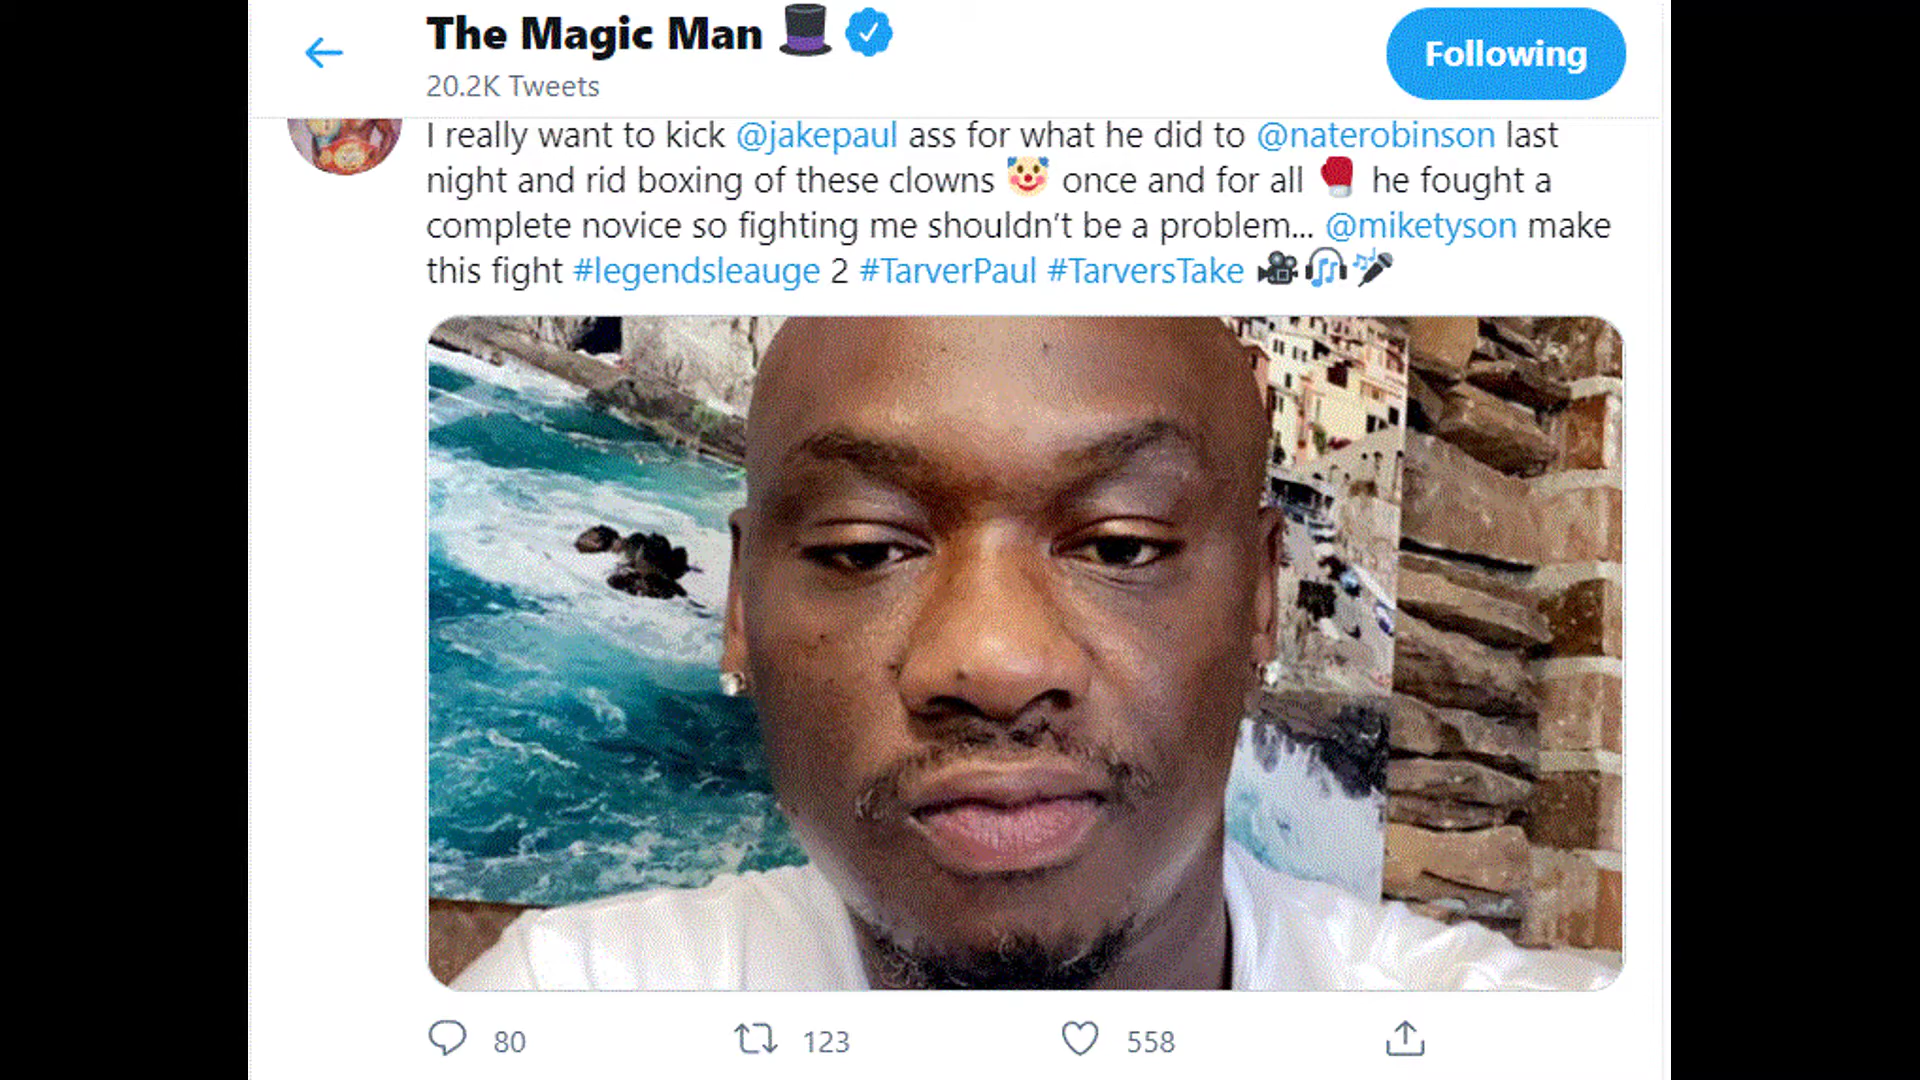 The Magic Man 🎩
20.2K Tweets
Following
I really want to kick @jakepaul ass for what he did to @naterobinson last
night and rid boxing of these clowns 🤡 once and for all 🥊 he fought a
complete novice so fighting me shouldn’t be a problem... @miketyson make
this fight #legendsleauge 2 #TarverPaul #TarversTake 🎥🎧🎤
80
123
558